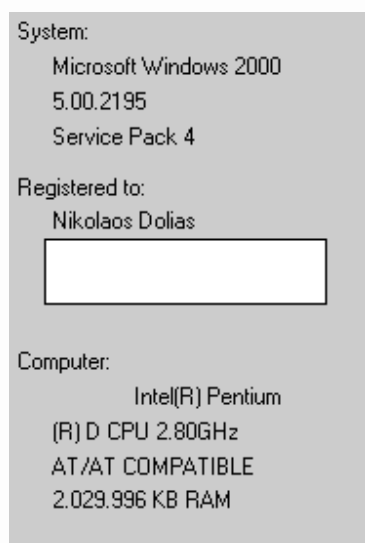 System:
Microsoft Windows 2000
5.00.2195
Service Pack 4
Registered to:
Nikolaos Dolias
Computer:
Intel(R) Pentium
(R) D CPU 2.80GHz
AT/AT COMPATIBLE
2.029.996 KB RAM